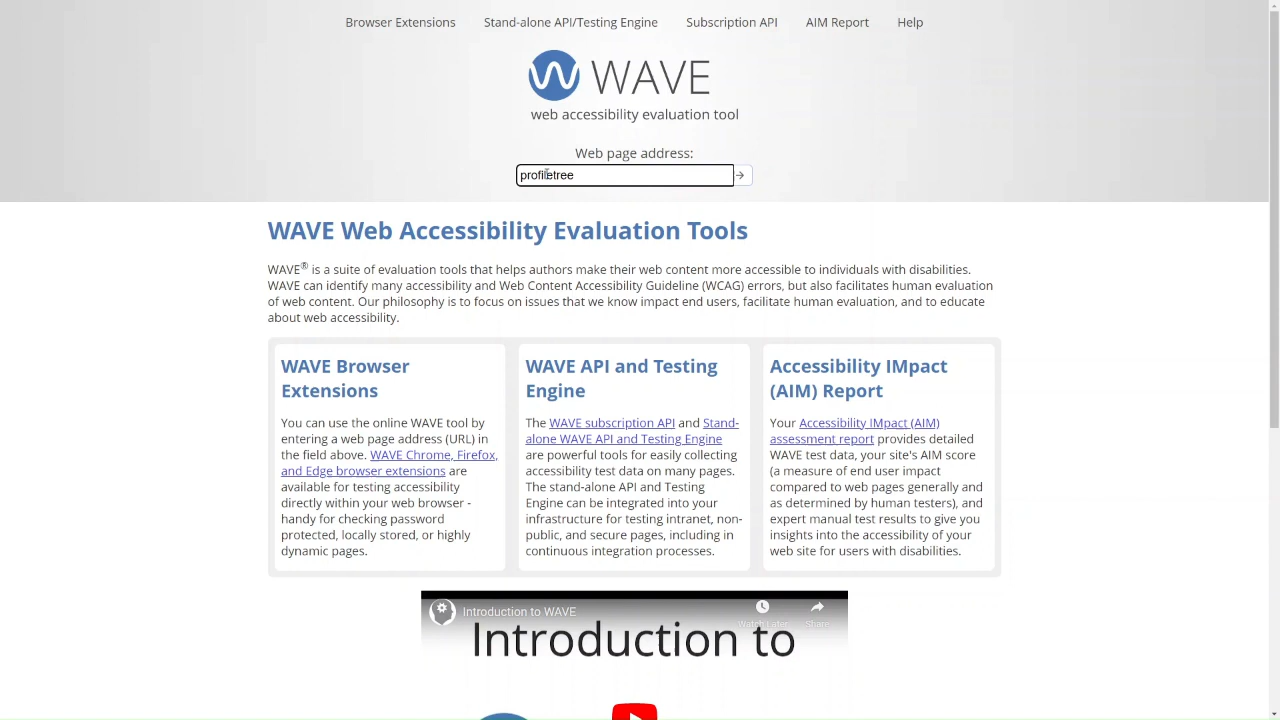 Browser Extensions Stand-alone API/Testing Engine Subscription API AIM Report Help
WAVE
web accessibility evaluation tool
Web page address:
profiletree
WAVE Web Accessibility Evaluation Tools
WAVE® is a suite of evaluation tools that helps authors make their web content more accessible to individuals with disabilities.
WAVE can identify many accessibility and Web Content Accessibility Guideline (WCAG) errors, but also facilitates human evaluation
of web content. Our philosophy is to focus on issues that we know impact end users, facilitate human evaluation, and to educate
about web accessibility.
WAVE Browser
Extensions
You can use the online WAVE tool by
entering a web page address (URL) in
the field above. WAVE Chrome, Firefox,
and Edge browser extensions are
available for testing accessibility
directly within your web browser -
handy for checking password
protected, locally stored, or highly
dynamic pages.
WAVE API and Testing
Engine
The WAVE subscription API and Stand-
alone WAVE API and Testing Engine
are powerful tools for easily collecting
accessibility test data on many pages.
The stand-alone API and Testing
Engine can be integrated into your
infrastructure for testing intranet, non-
public, and secure pages, including in
continuous integration processes.
Accessibility IMpact
(AIM) Report
Your Accessibility IMpact (AIM)
assessment report provides detailed
WAVE test data, your site's AIM score
(a measure of end user impact
compared to web pages generally and
as determined by human testers), and
expert manual test results to give you
insights into the accessibility of your
web site for users with disabilities.
Introduction to WAVE
Watch Later Share
Introduction to